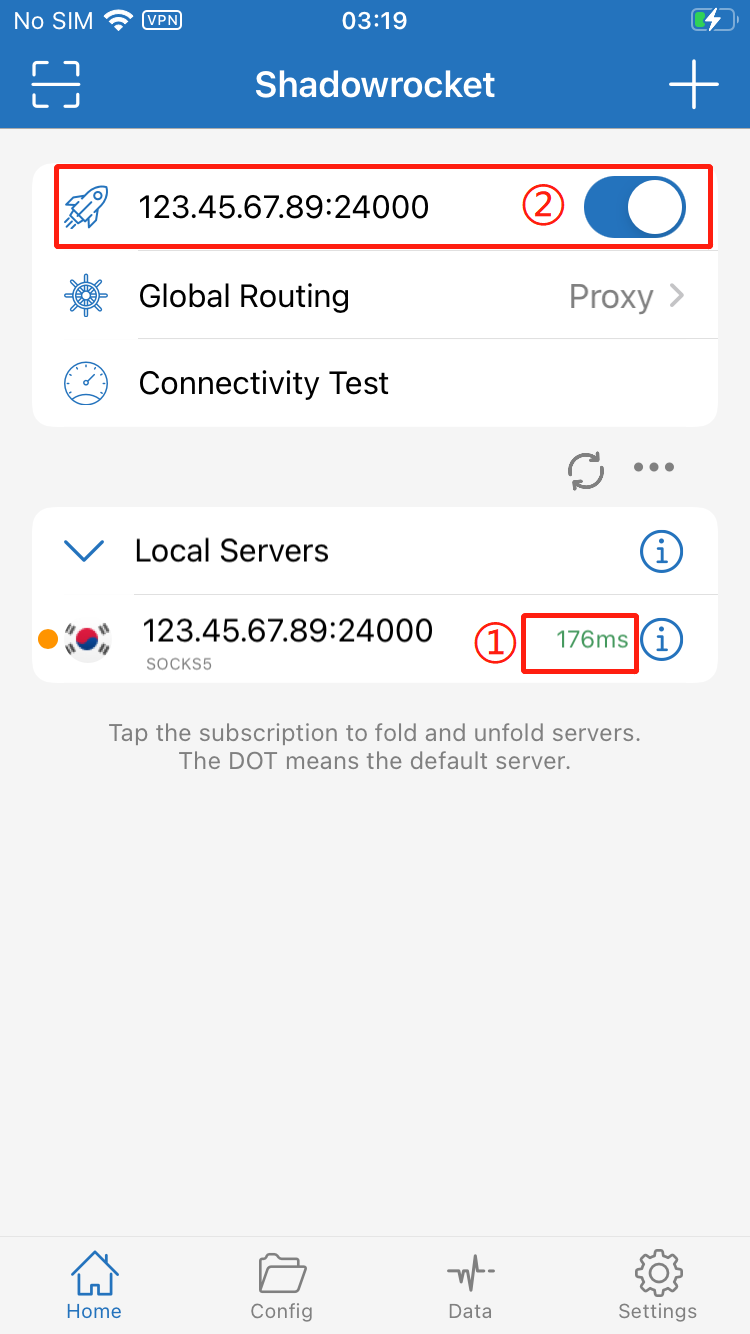 No SIM VPN 03:19
Shadowrocket
123.45.67.89:24000 ②
Global Routing Proxy
Connectivity Test
Local Servers
123.45.67.89:24000 ① 176ms
SOCKS5
Tap the subscription to fold and unfold servers.
The DOT means the default server.
Home Config Data Settings